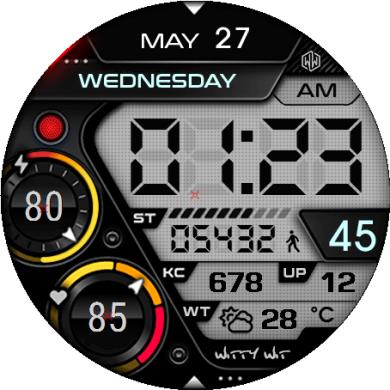 MAY 27
WEDNESDAY
AM
01:23
80
ST
05432
45
KC 678 UP 12
85
WT 28 °C
WITTY WIT